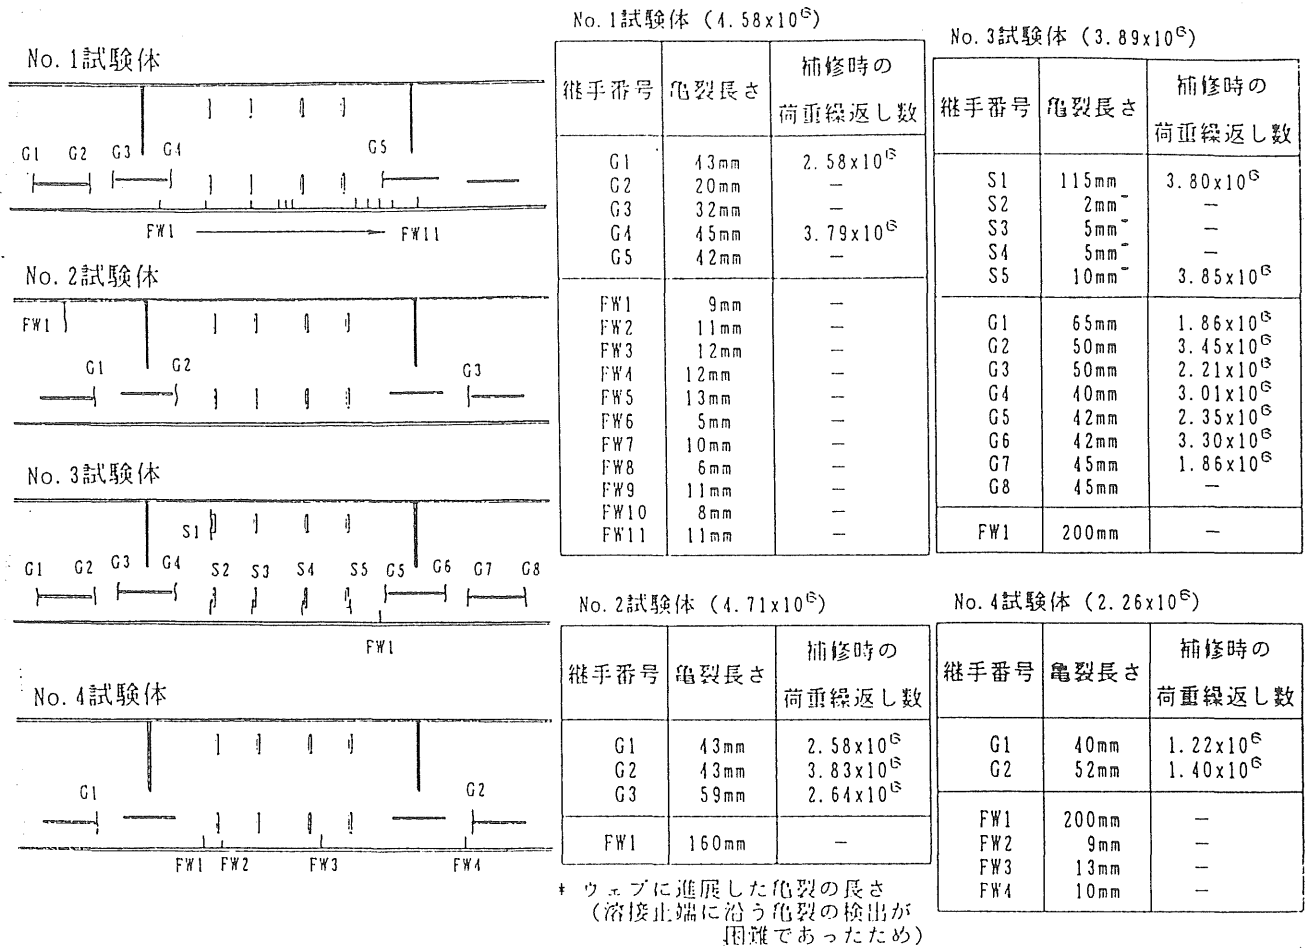 No.1試験体
G1 G2 G3 G4 G5
FW1 FW11
No.2試験体
FW1
G1 G2 G3
No.3試験体
S1
G1 G2 G3 G4 S2 S3 S4 S5 G5 G6 G7 G8
FW1
No.4試験体
G1 G2
FW1 FW2 FW3 FW4
No.1試験体 (4.58x10⁶)
継手番号 亀裂長さ 補修時の
荷重繰返し数
G1 43mm 2.58x10⁶
G2 20mm −
G3 32mm −
G4 45mm 3.79x10⁶
G5 42mm −
FW1 9mm −
FW2 11mm −
FW3 12mm −
FW4 12mm −
FW5 13mm −
FW6 5mm −
FW7 10mm −
FW8 6mm −
FW9 11mm −
FW10 8mm −
FW11 11mm −
No.2試験体 (4.71x10⁶)
継手番号 亀裂長さ 補修時の
荷重繰返し数
G1 43mm 2.58x10⁶
G2 43mm 3.83x10⁶
G3 59mm 2.64x10⁶
FW1 160mm −
* ウェブに進展した亀裂の長さ
(溶接止端に沿う亀裂の検出が
困難であったため)
No.3試験体 (3.89x10⁶)
継手番号 亀裂長さ 補修時の
荷重繰返し数
S1 115mm 3.80x10⁶
S2 2mm* −
S3 5mm* −
S4 5mm* −
S5 10mm* 3.85x10⁶
G1 65mm 1.86x10⁶
G2 50mm 3.45x10⁶
G3 50mm 2.21x10⁶
G4 40mm 3.01x10⁶
G5 42mm 2.35x10⁶
G6 42mm 3.30x10⁶
G7 45mm 1.86x10⁶
G8 45mm −
FW1 200mm −
No.4試験体 (2.26x10⁶)
継手番号 亀裂長さ 補修時の
荷重繰返し数
G1 40mm 1.22x10⁶
G2 52mm 1.40x10⁶
FW1 200mm −
FW2 9mm −
FW3 13mm −
FW4 10mm −